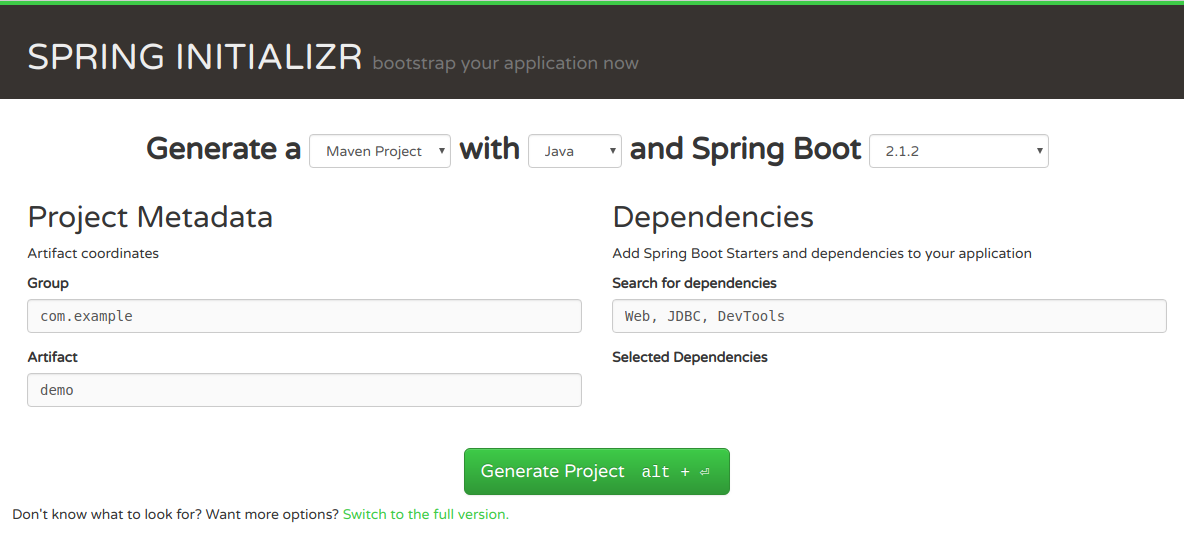 SPRING INITIALIZR bootstrap your application now
Generate a Maven Project with Java and Spring Boot 2.1.2
Project Metadata
Artifact coordinates
Group
com.example
Artifact
demo
Dependencies
Add Spring Boot Starters and dependencies to your application
Search for dependencies
Web, JDBC, DevTools
Selected Dependencies
Generate Project alt + ⏎
Don't know what to look for? Want more options? Switch to the full version.